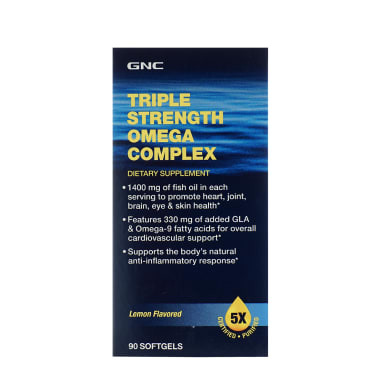 GNC
TRIPLE
STRENGTH
OMEGA
COMPLEX
DIETARY SUPPLEMENT
• 1400 mg of fish oil in each
serving to promote heart, joint,
brain, eye & skin health*
• Features 330 mg of added GLA
& Omega-9 fatty acids for overall
cardiovascular support*
• Supports the body's natural
anti-inflammatory response*
Lemon Flavored
5X
CERTIFIED • PURIFIED
90 SOFTGELS